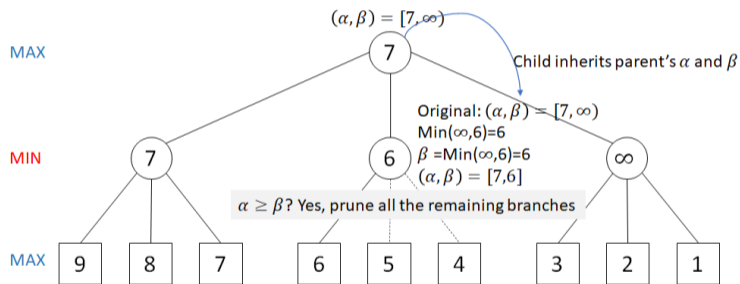 (α, β) = [7, ∞)
MAX
7
Child inherits parent's α and β
Original: (α, β) = [7, ∞)
Min(∞,6)=6
MIN
7
6
β =Min(∞,6)=6
∞
(α, β) = [7,6]
α ≥ β? Yes, prune all the remaining branches
MAX
9
8
7
6
5
4
3
2
1